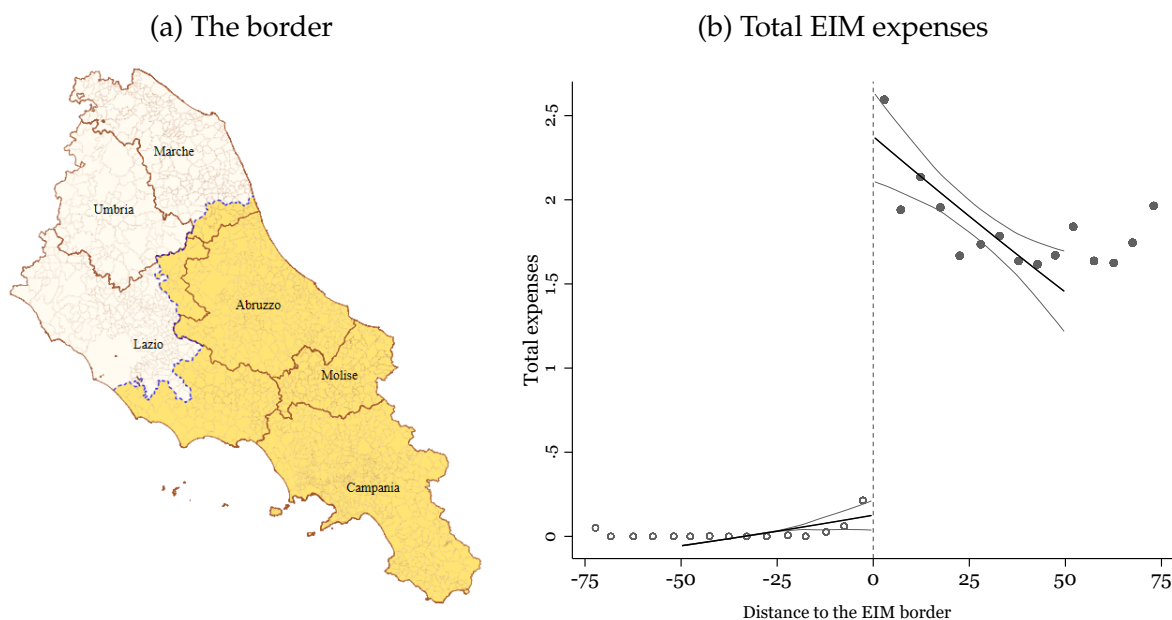 (a) The border
Marche
Umbria
Abruzzo
Lazio
Molise
Campania
(b) Total EIM expenses
Total expenses
2.5
2
1.5
1
.5
0
-75 -50 -25 0 25 50 75
Distance to the EIM border